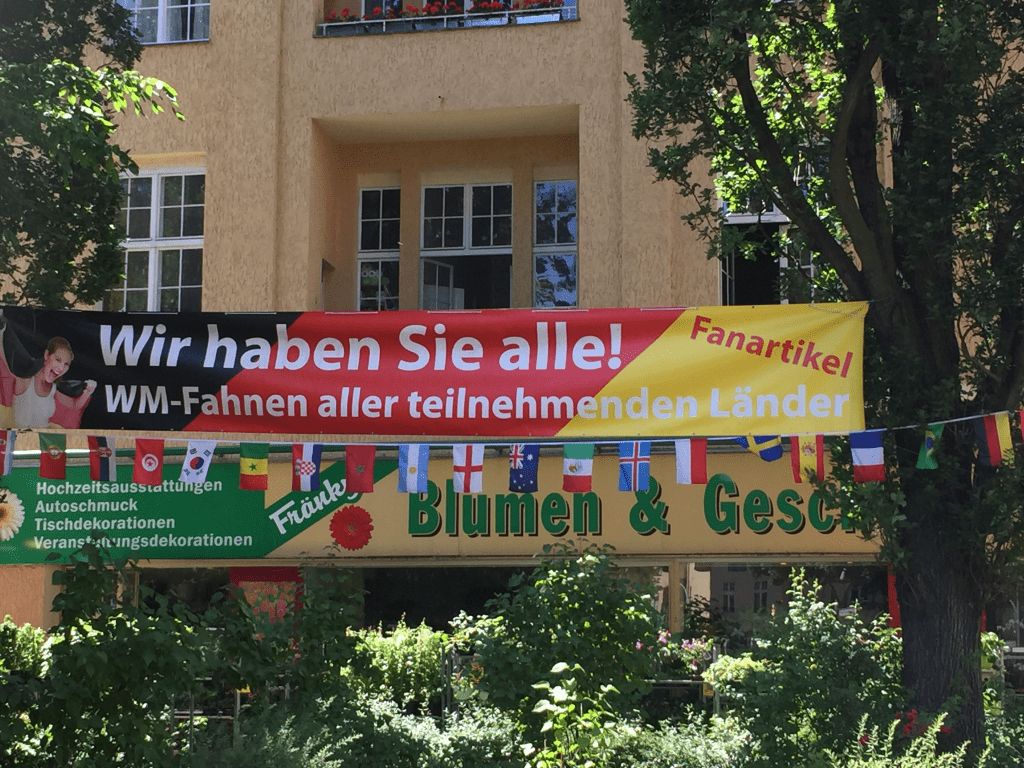 Wir haben Sie alle!
Fanartikel
WM-Fahnen aller teilnehmenden Länder
Hochzeitsausstattungen
Autoschmuck
Tischdekorationen
Veranstaltungsdekorationen
Blumen &